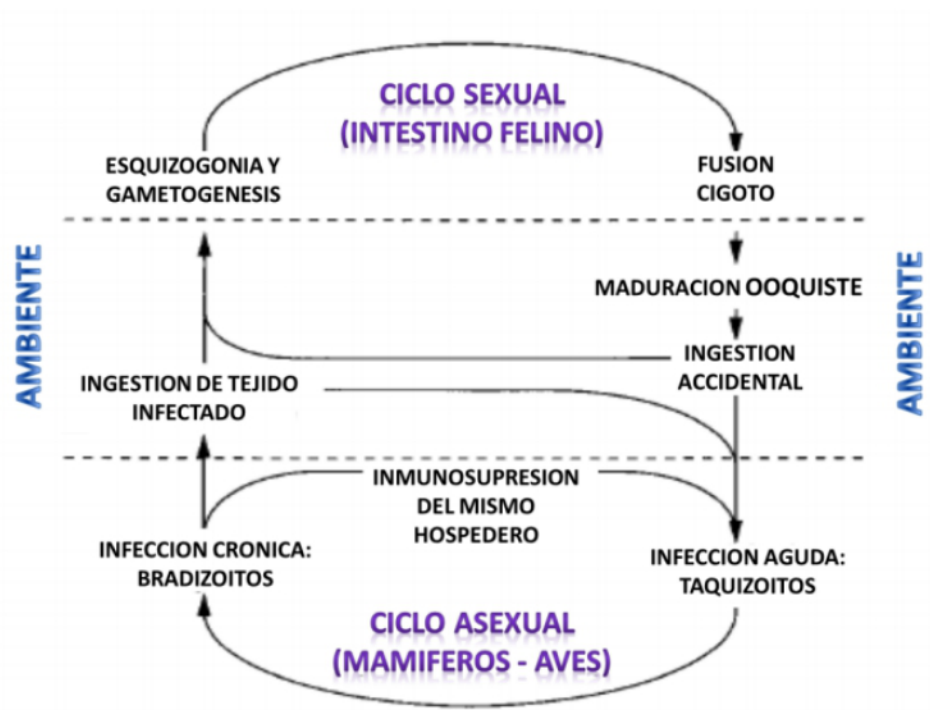 CICLO SEXUAL
(INTESTINO FELINO)
ESQUIZOGONIA Y
GAMETOGENESIS
FUSION
CIGOTO
AMBIENTE
AMBIENTE
MADURACION OOQUISTE
INGESTION
ACCIDENTAL
INGESTION DE TEJIDO
INFECTADO
INMUNOSUPRESION
DEL MISMO
HOSPEDERO
INFECCION CRONICA:
BRADIZOITOS
INFECCION AGUDA:
TAQUIZOITOS
CICLO ASEXUAL
(MAMIFEROS - AVES)